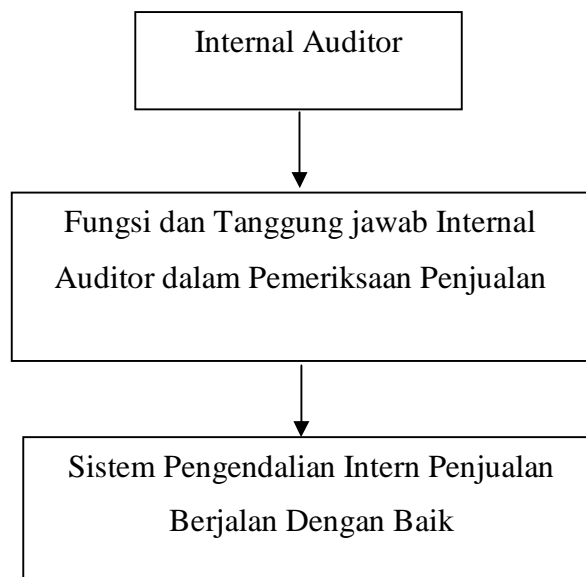 Internal Auditor
Fungsi dan Tanggung jawab Internal
Auditor dalam Pemeriksaan Penjualan
Sistem Pengendalian Intern Penjualan
Berjalan Dengan Baik